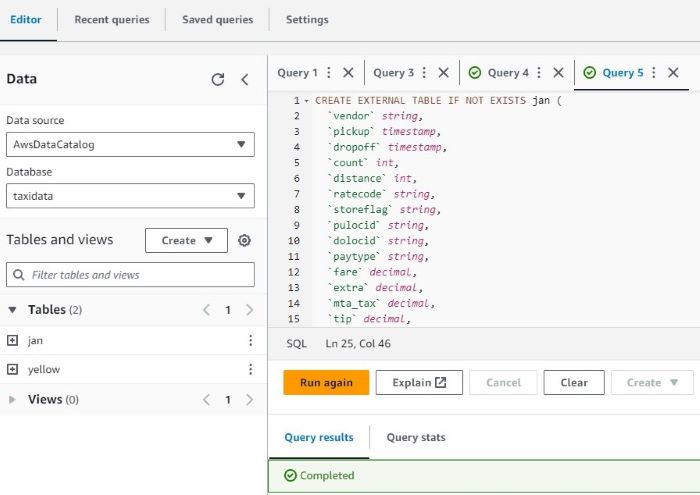 Editor Recent queries Saved queries Settings
Data
Data source
AwsDataCatalog
Database
taxidata
Tables and views Create
Filter tables and views
Tables (2) 1
jan
yellow
Views (0) 1
Query 1 Query 3 Query 4 Query 5
1 CREATE EXTERNAL TABLE IF NOT EXISTS jan (
2 `vendor` string,
3 `pickup` timestamp,
4 `dropoff` timestamp,
5 `count` int,
6 `distance` int,
7 `ratecode` string,
8 `storeflag` string,
9 `pulocid` string,
10 `dolocid` string,
11 `paytype` string,
12 `fare` decimal,
13 `extra` decimal,
14 `mta_tax` decimal,
15 `tip` decimal,
SQL Ln 25, Col 46
Run again Explain Cancel Clear Create
Query results Query stats
Completed